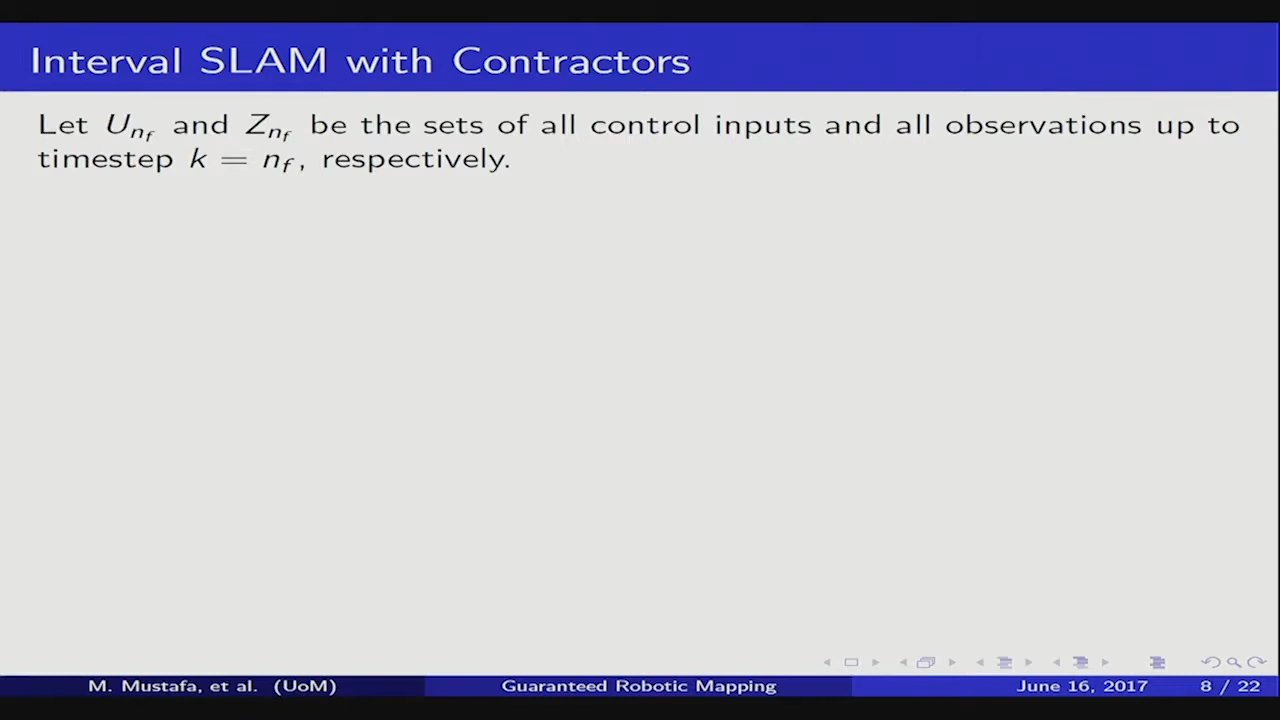 Interval SLAM with Contractors
Let U_{n_f} and Z_{n_f} be the sets of all control inputs and all observations up to
timestep k = n_f, respectively.
M. Mustafa, et al. (UoM) Guaranteed Robotic Mapping June 16, 2017 8 / 22